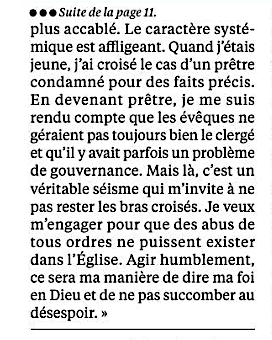 ●●● Suite de la page 11.
plus accablé. Le caractère systé-
mique est affligeant. Quand j'étais
jeune, j'ai croisé le cas d'un prêtre
condamné pour des faits précis.
En devenant prêtre, je me suis
rendu compte que les évêques ne
géraient pas toujours bien le clergé
et qu'il y avait parfois un problème
de gouvernance. Mais là, c'est un
véritable séisme qui m'invite à ne
pas rester les bras croisés. Je veux
m'engager pour que des abus de
tous ordres ne puissent exister
dans l'Église. Agir humblement,
ce sera ma manière de dire ma foi
en Dieu et de ne pas succomber au
désespoir. »